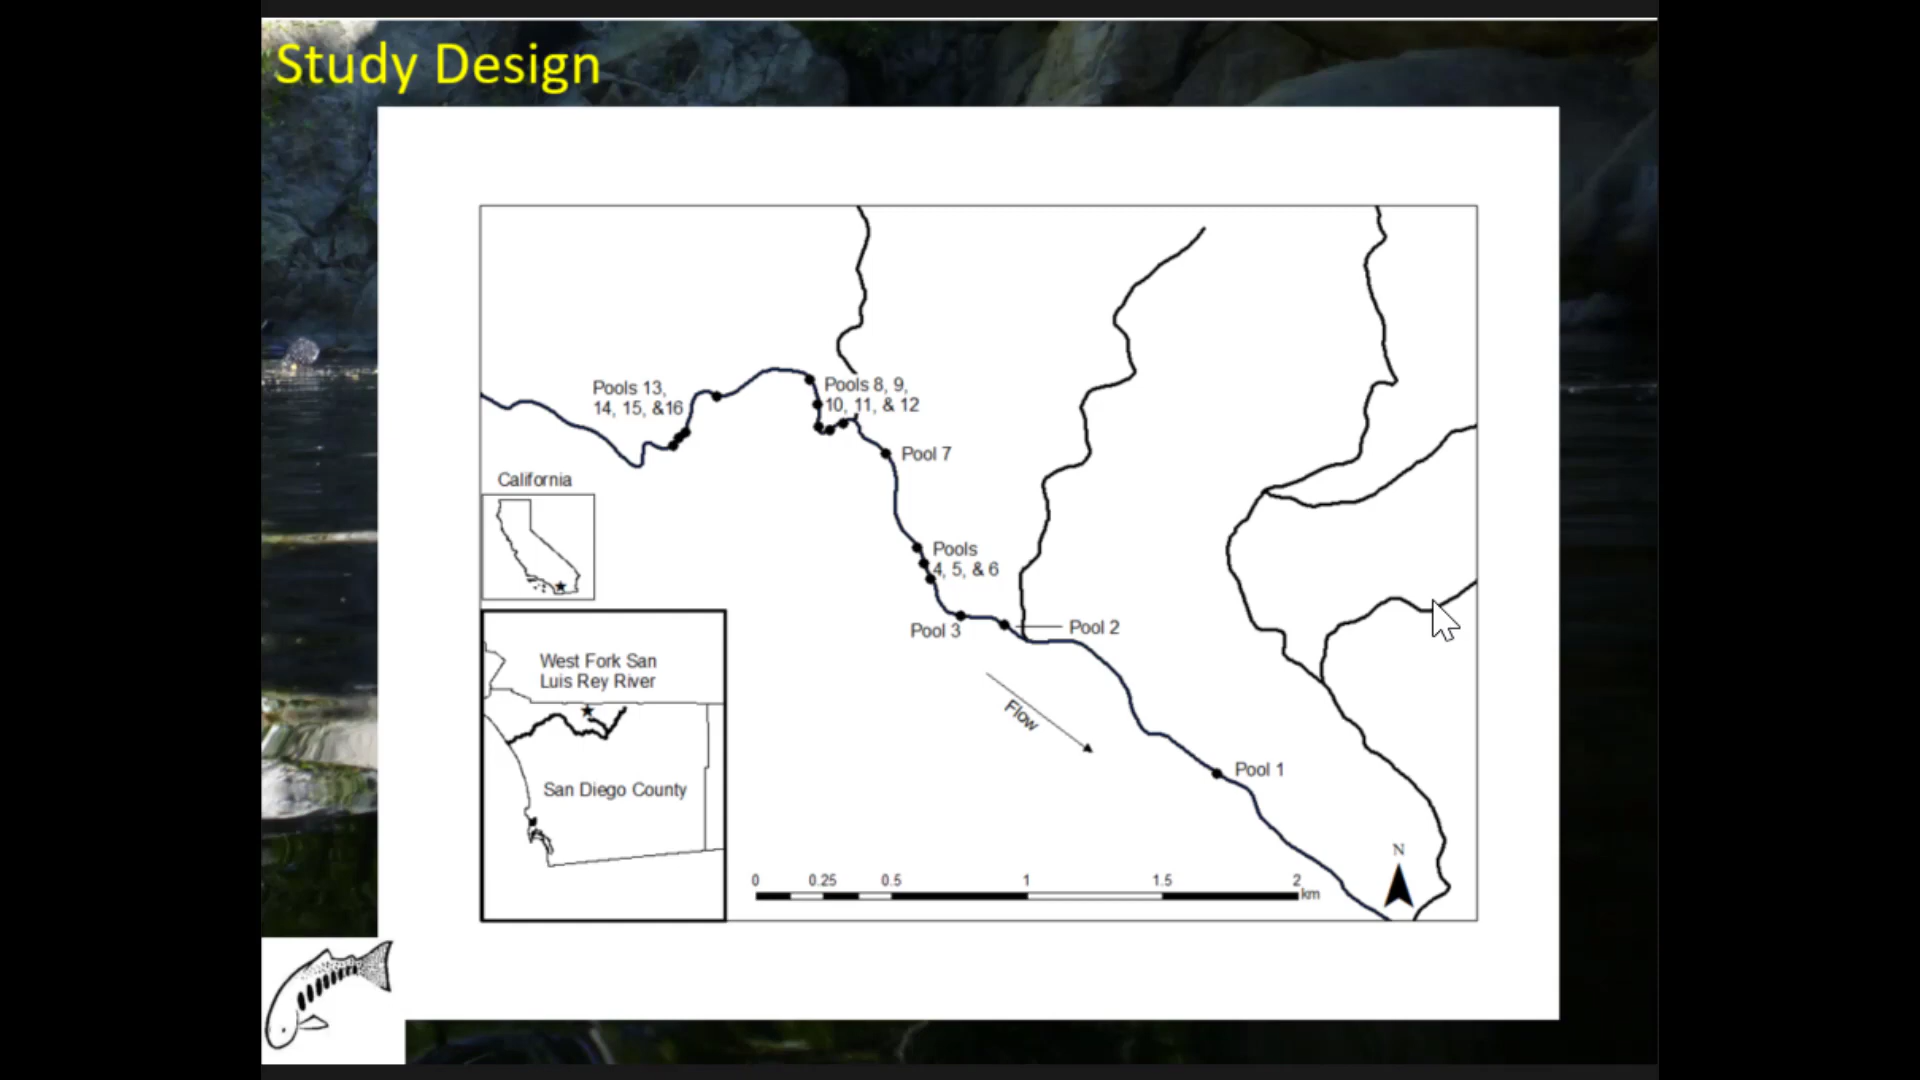 Study Design
Pools 13,
14, 15, &16
Pools 8, 9,
10, 11, & 12
Pool 7
California
Pools
4, 5, & 6
Pool 3
Pool 2
West Fork San
Luis Rey River
Flow
San Diego County
Pool 1
N
0 0.25 0.5 1 1.5 2
km